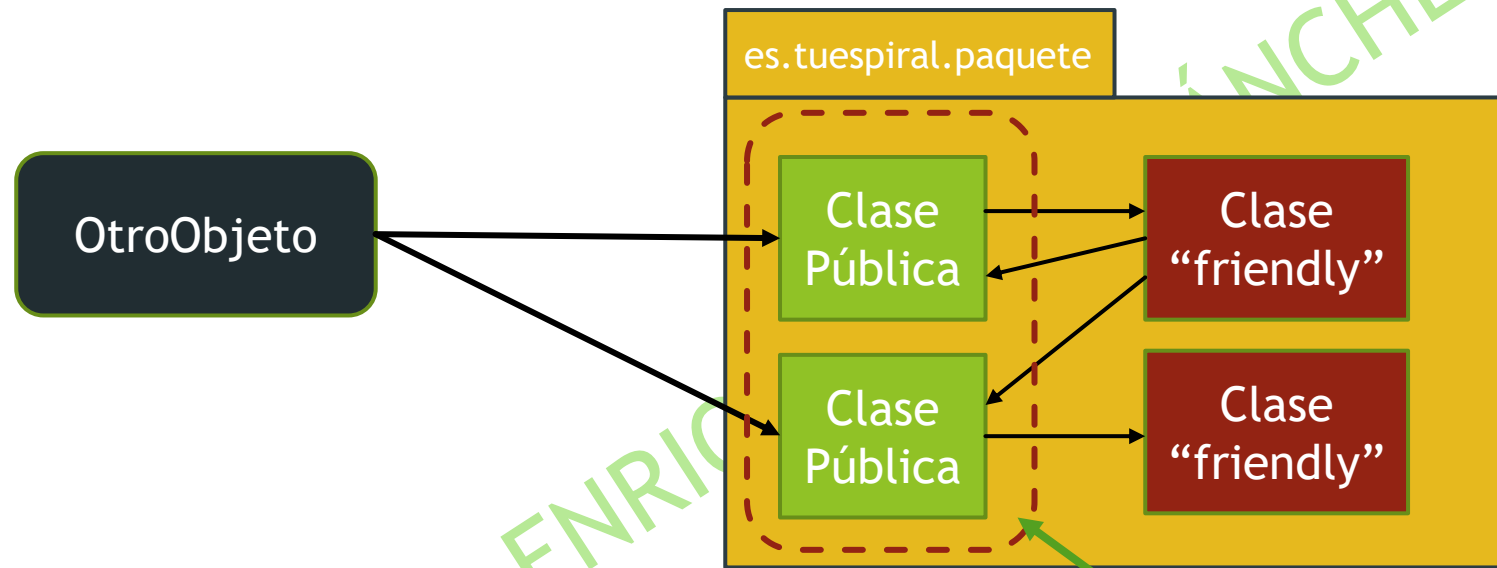 es.tuespiral.paquete
OtroObjeto
Clase
Pública
Clase
“friendly”
Clase
Pública
Clase
“friendly”